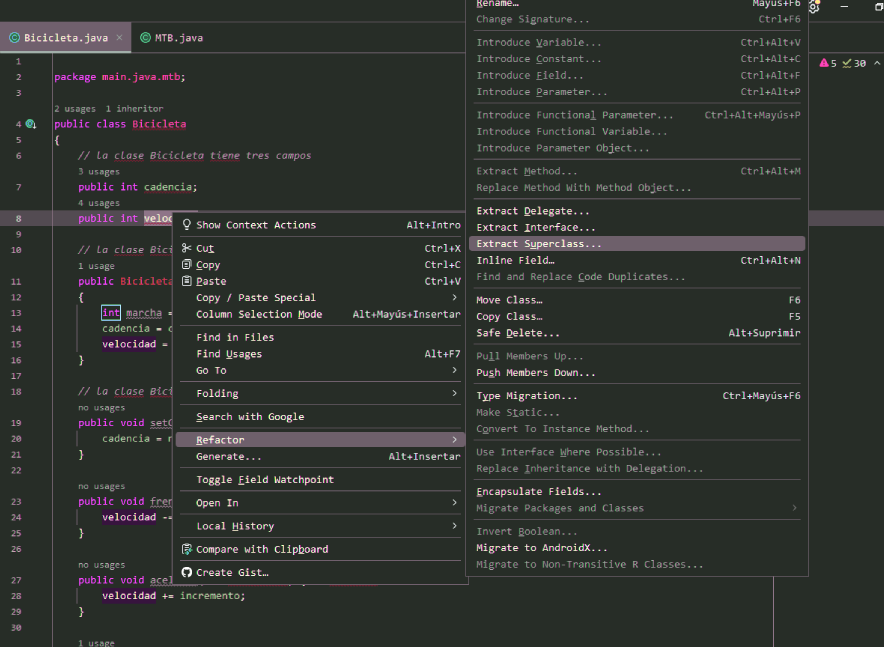 Bicicleta.java
MTB.java
5 30
1
2 package main.java.mtb;
3
2 usages 1 inheritor
4 public class Bicicleta
5 {
6 // la clase Bicicleta tiene tres campos
3 usages
7 public int cadencia;
4 usages
8 public int veloc
9
10 // la clase Bici
1 usage
11 public Bicicleta
12 {
13 int marcha =
14 cadencia = c
15 velocidad =
16 }
17
18 // la clase Bici
no usages
19 public void setC
20 cadencia = n
21 }
22
no usages
23 public void fren
24 velocidad -=
25 }
26
no usages
27 public void acel
28 velocidad += incremento;
29 }
30
1 usage
Show Context Actions Alt+Intro
Cut Ctrl+X
Copy Ctrl+C
Paste Ctrl+V
Copy / Paste Special
Column Selection Mode Alt+Mayús+Insertar
Find in Files
Find Usages Alt+F7
Go To
Folding
Search with Google
Refactor
Generate... Alt+Insertar
Toggle Field Watchpoint
Open In
Local History
Compare with Clipboard
Create Gist...
Rename... Mayús+F6
Change Signature... Ctrl+F6
Introduce Variable... Ctrl+Alt+V
Introduce Constant... Ctrl+Alt+C
Introduce Field... Ctrl+Alt+F
Introduce Parameter... Ctrl+Alt+P
Introduce Functional Parameter... Ctrl+Alt+Mayús+P
Introduce Functional Variable...
Introduce Parameter Object...
Extract Method... Ctrl+Alt+M
Replace Method With Method Object...
Extract Delegate...
Extract Interface...
Extract Superclass...
Inline Field... Ctrl+Alt+N
Find and Replace Code Duplicates...
Move Class... F6
Copy Class... F5
Safe Delete... Alt+Suprimir
Pull Members Up...
Push Members Down...
Type Migration... Ctrl+Mayús+F6
Make Static...
Convert To Instance Method...
Use Interface Where Possible...
Replace Inheritance with Delegation...
Encapsulate Fields...
Migrate Packages and Classes
Invert Boolean...
Migrate to AndroidX...
Migrate to Non-Transitive R Classes...